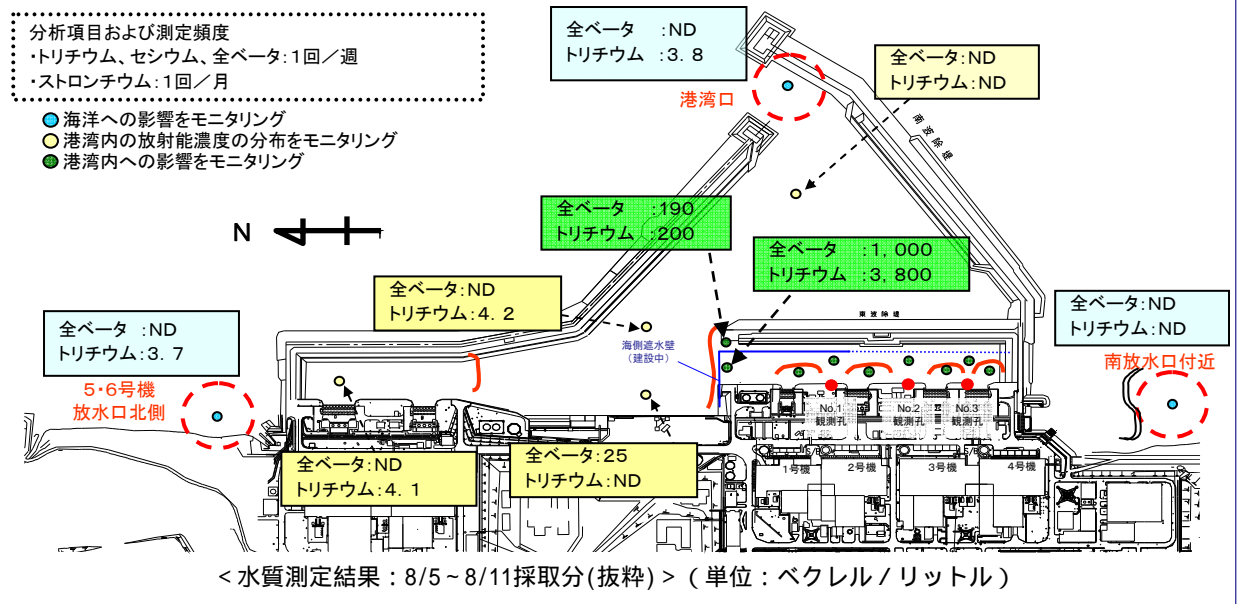 分析項目および測定頻度
・トリチウム、セシウム、全ベータ:1回／週
・ストロンチウム:1回／月
海洋への影響をモニタリング
港湾内の放射能濃度の分布をモニタリング
港湾内への影響をモニタリング
N
全ベータ :ND
トリチウム :3.8
港湾口
全ベータ:ND
トリチウム:ND
南波除堤
全ベータ :190
トリチウム :200
全ベータ :1,000
トリチウム :3,800
全ベータ:ND
トリチウム:4.2
東波除堤
海側遮水壁
(建設中)
全ベータ :ND
トリチウム:3.7
5・6号機
放水口北側
全ベータ:ND
トリチウム:ND
南放水口付近
No.1
観測孔
No.2
観測孔
No.3
観測孔
全ベータ:ND
トリチウム:4.1
全ベータ:25
トリチウム:ND
1号機
2号機
3号機
4号機
<水質測定結果:8/5~8/11採取分(抜粋)>(単位:ベクレル/リットル)